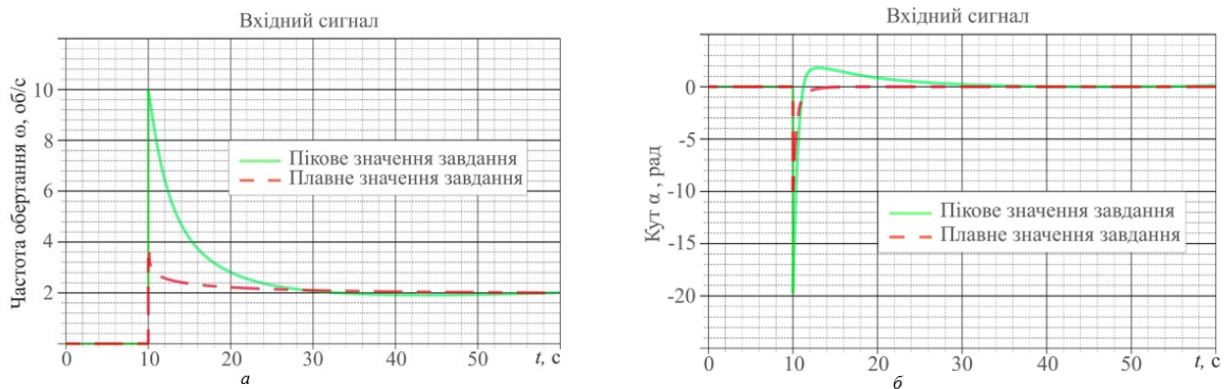 Вхідний сигнал
Частота обертання ω, об/с
10
8
6
4
2
Пікове значення завдання
Плавне значення завдання
0 10 20 30 40 50 t, с
а
Вхідний сигнал
Кут α , рад
0
-5
-10
-15
-20
Пікове значення завдання
Плавне значення завдання
0 10 20 30 40 50 t, с
б